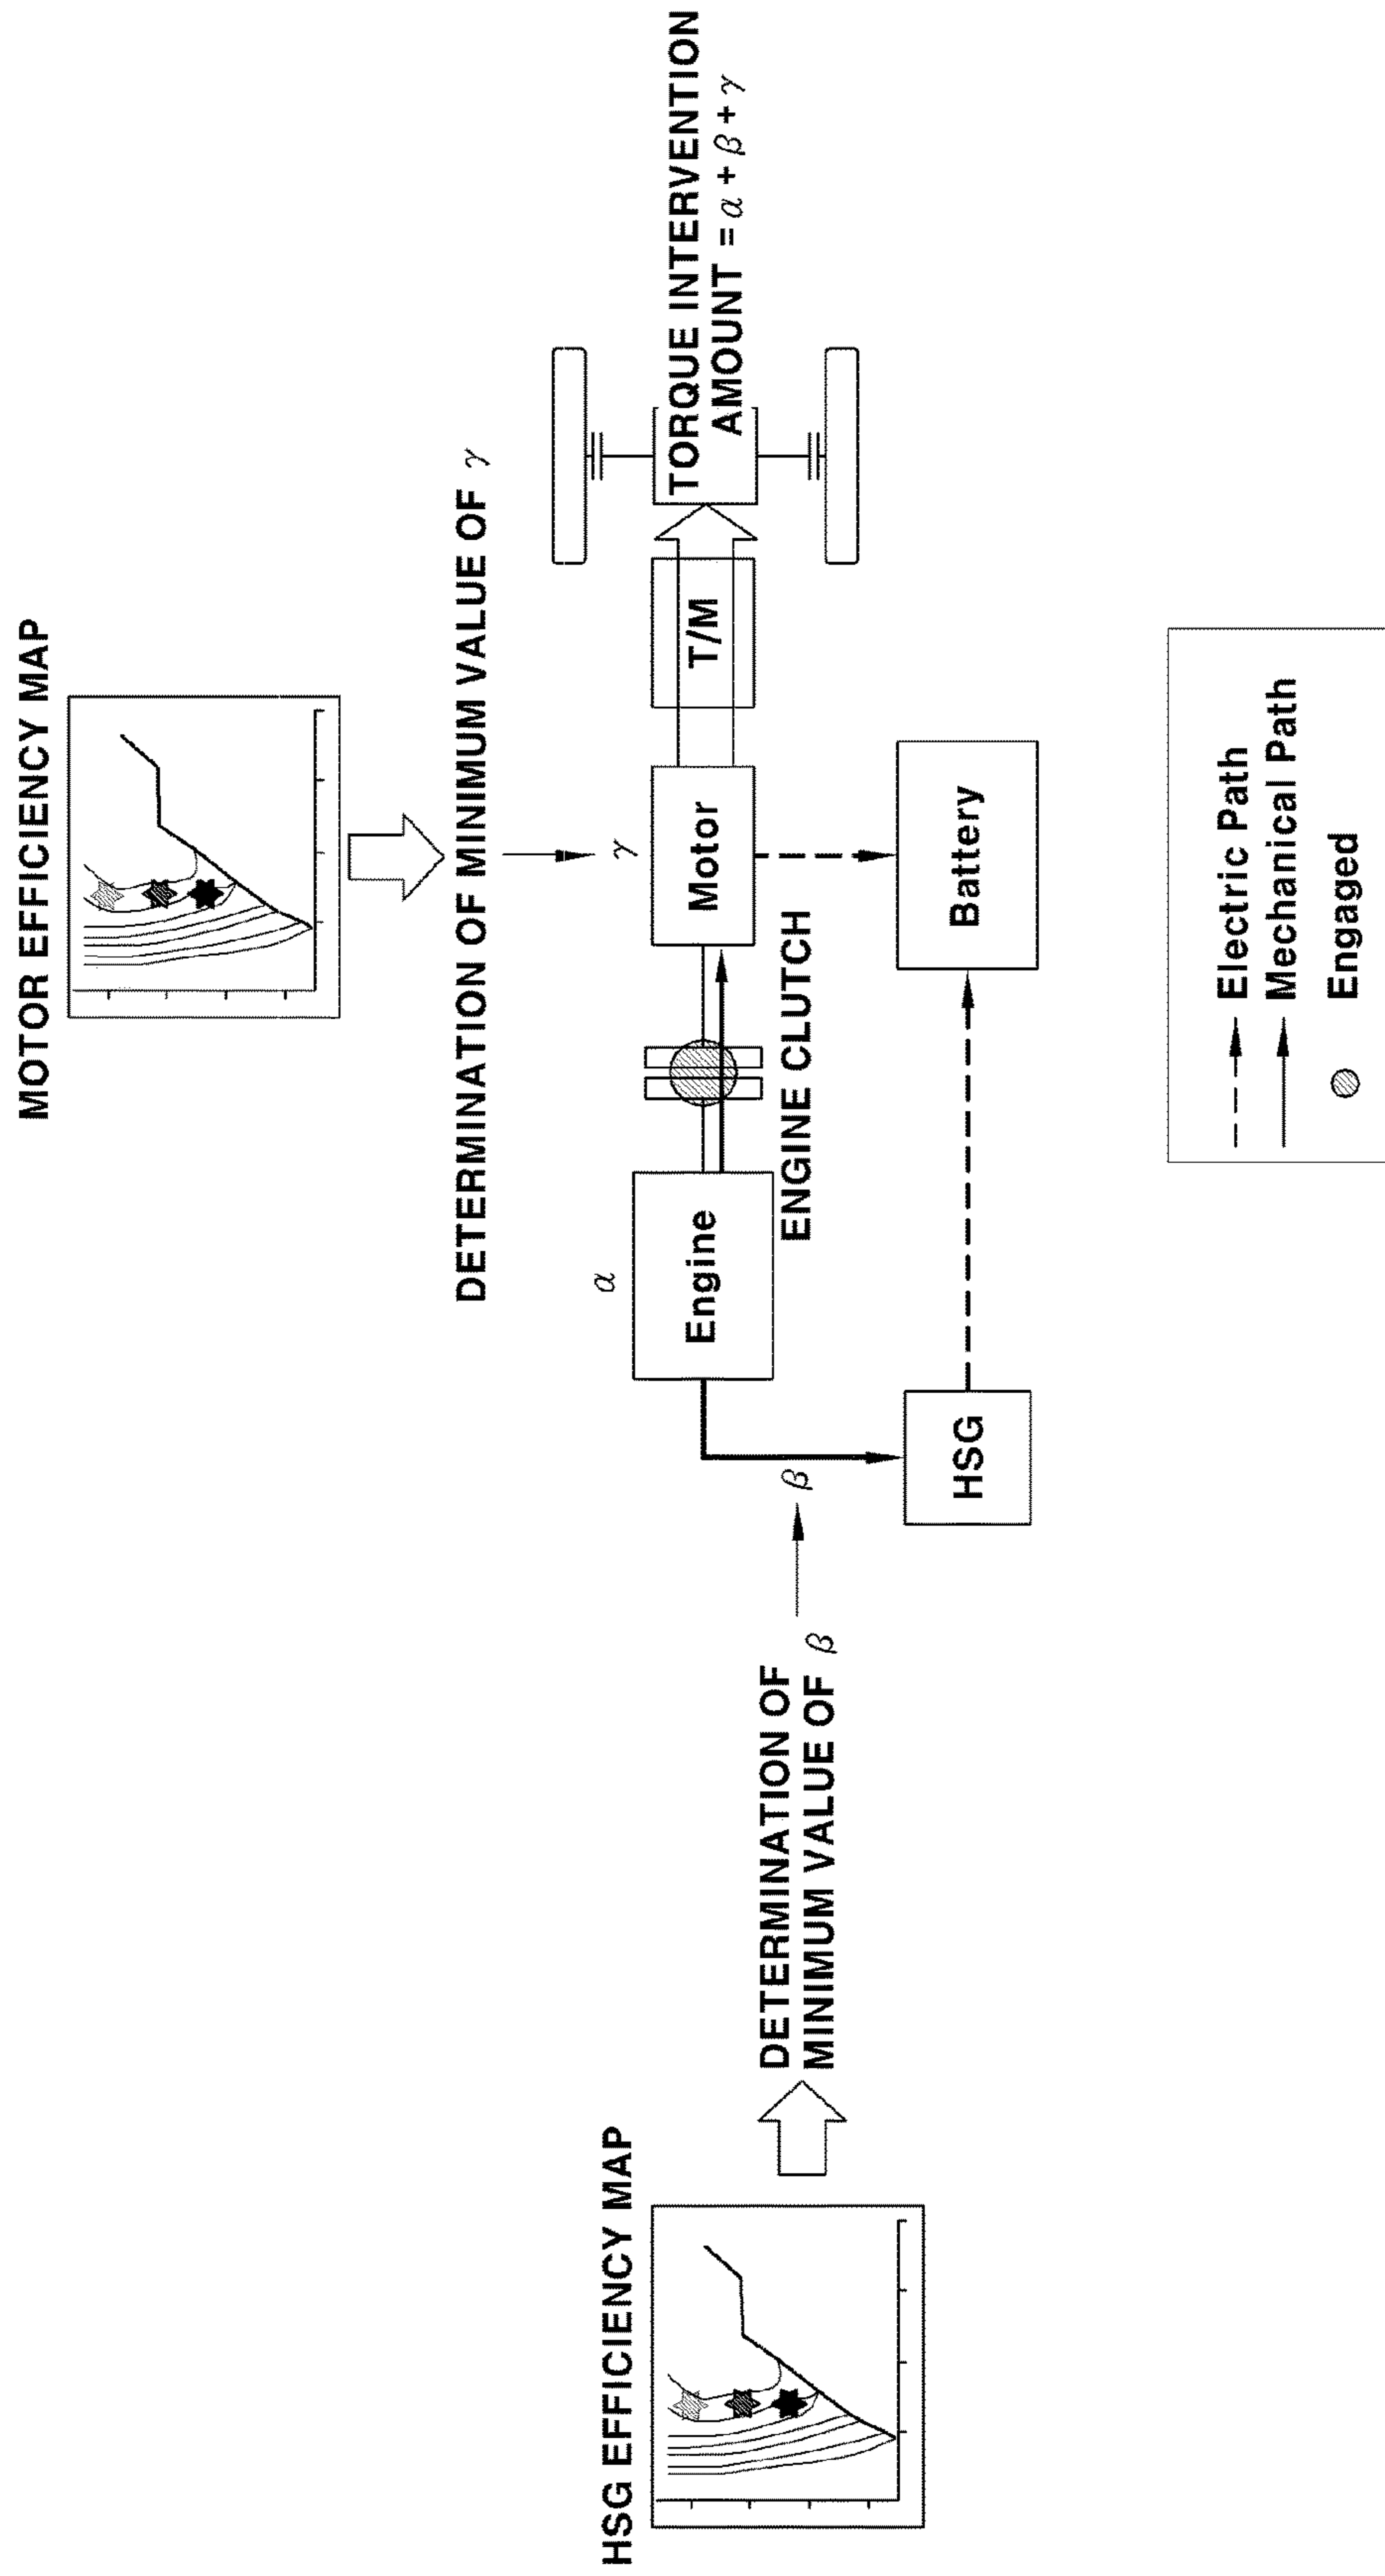 MOTOR EFFICIENCY MAP
DETERMINATION OF MINIMUM VALUE OF γ
HSG EFFICIENCY MAP
DETERMINATION OF
MINIMUM VALUE OF β
β
α
Engine
ENGINE CLUTCH
γ
Motor
T/M
TORQUE INTERVENTION
AMOUNT = α + β + γ
HSG
Battery
Electric Path
Mechanical Path
Engaged